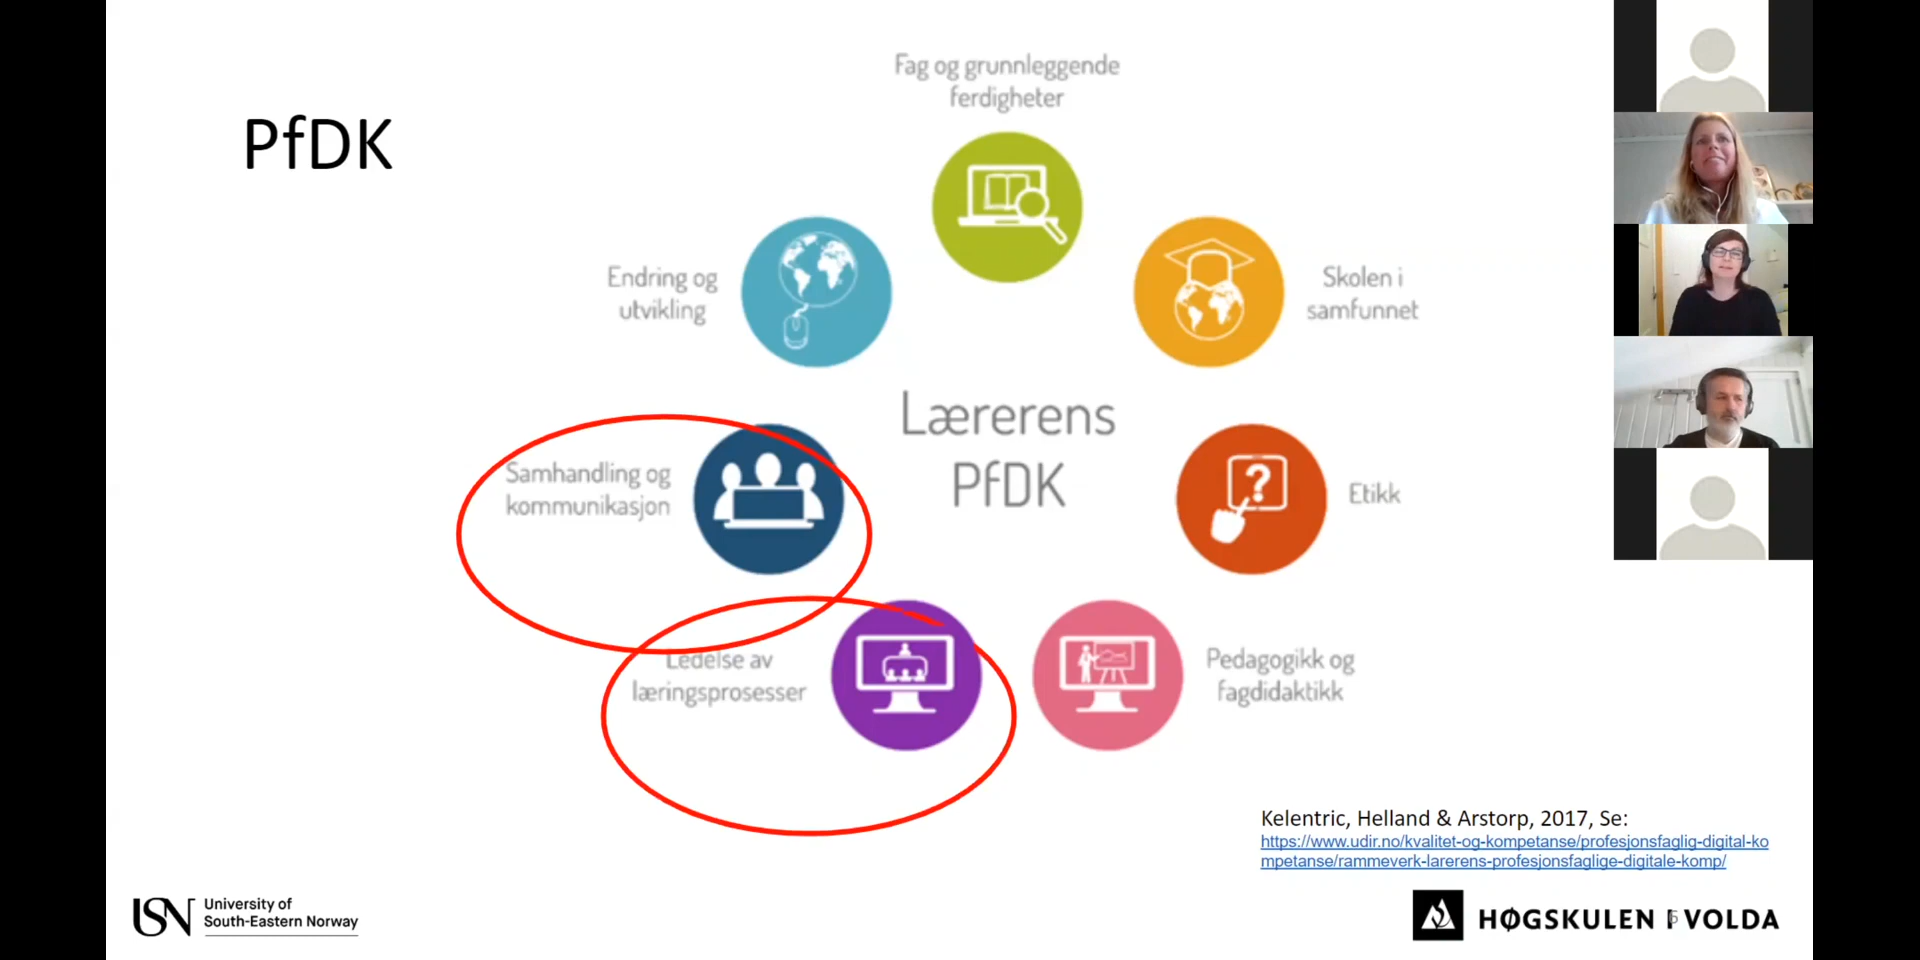 PfDK
Fag og grunnleggende
ferdigheter
Endring og
utvikling
Skolen i
samfunnet
Lærerens
PfDK
Samhandling og
kommunikasjon
Etikk
Ledelse av
læringsprosesser
Pedagogikk og
fagdidaktikk
Kelentric, Helland & Arstorp, 2017, Se:
https://www.udir.no/kvalitet-og-kompetanse/profesjonsfaglig-digital-ko
mpetanse/rammeverk-larerens-profesjonsfaglige-digitale-komp/
USN
University of
South-Eastern Norway
HØGSKULEN I VOLDA